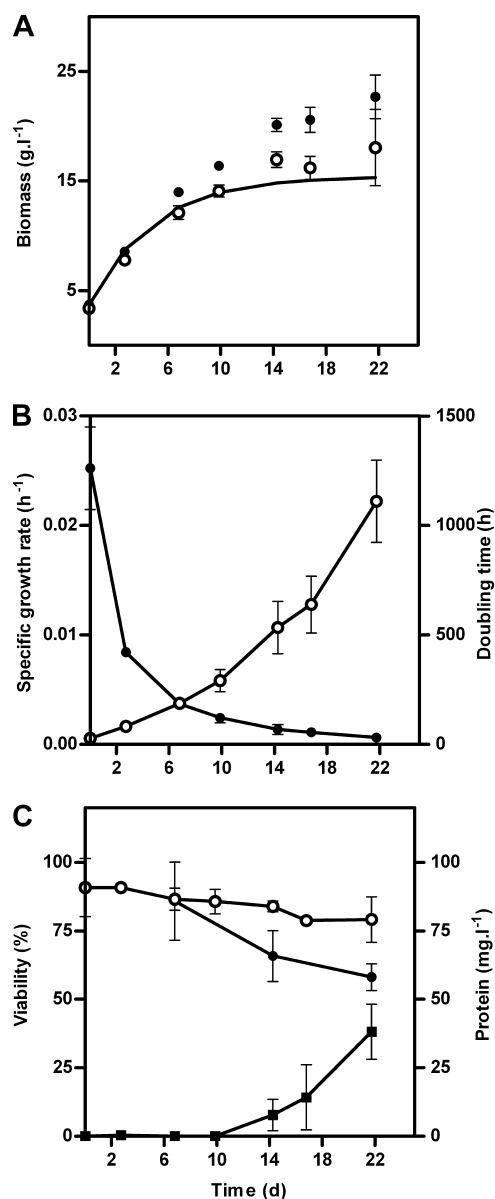 A
Biomass (g.l-1)
25
15
5
2 6 10 14 18 22
B
Specific growth rate (h-1)
Doubling time (h)
0.03 1500
0.02 1000
0.01 500
0.00 0
2 6 10 14 18 22
C
Viability (%)
Protein (mg.l-1)
100 100
75 75
50 50
25 25
0 0
2 6 10 14 18 22
Time (d)